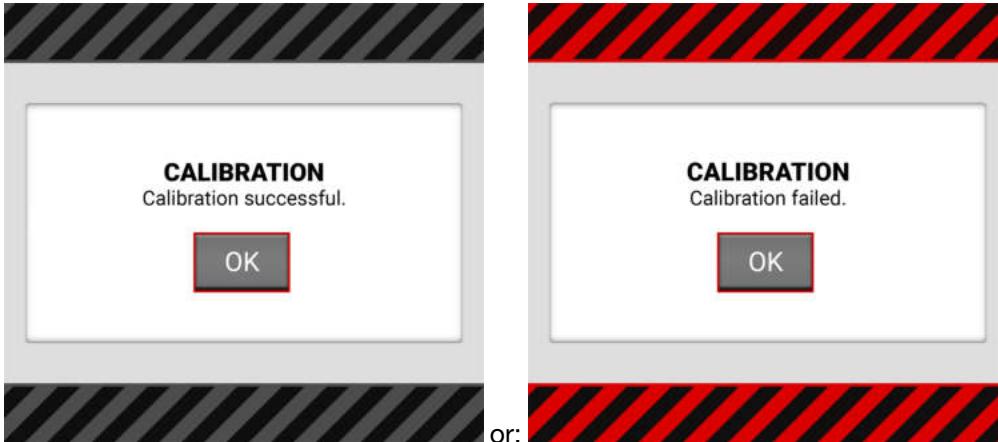 CALIBRATION
Calibration successful.
OK
or:
CALIBRATION
Calibration failed.
OK